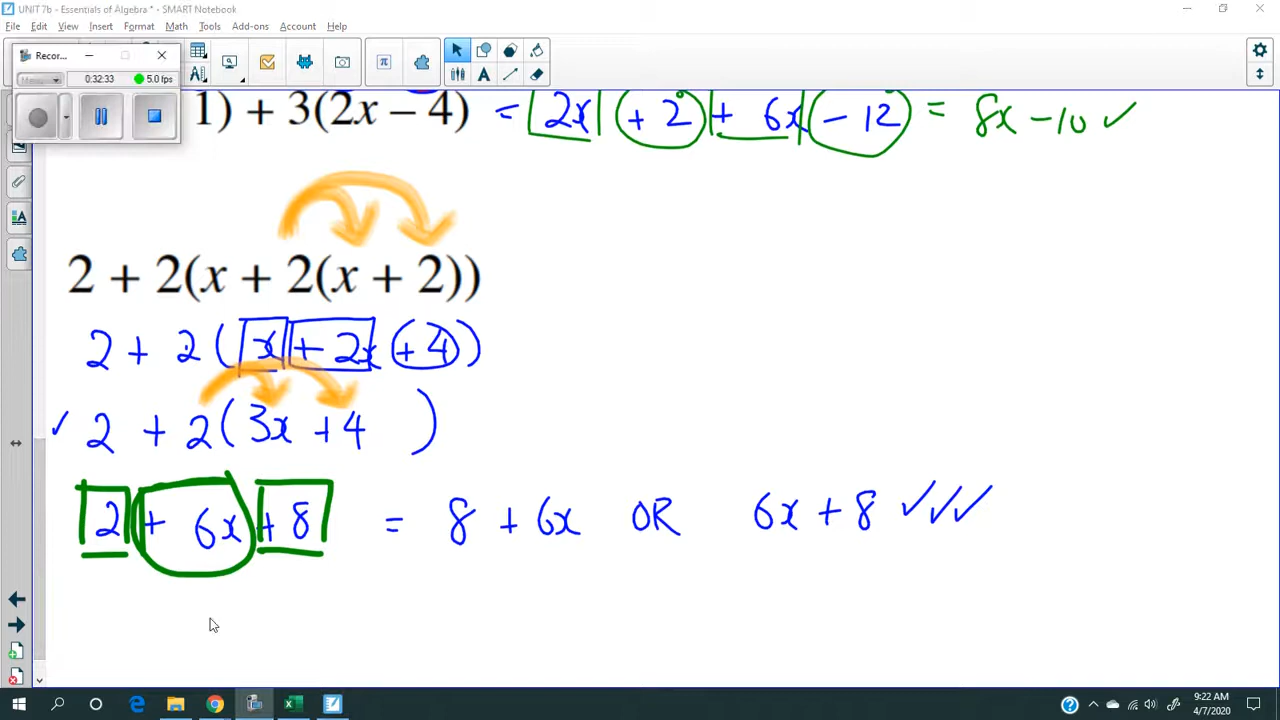 UNIT 7b - Essentials of Algebra * - SMART Notebook
File Edit View Insert Format Math Tools Add-ons Account Help
Recor...
Menu
00:32:33 5.0 fps
1) + 3(2x – 4) = 2x + 2 + 6x - 12 = 8x - 10 ✓
2 + 2(x + 2(x + 2))
2 + 2 ( x + 2x + 4 )
✓ 2 + 2 ( 3x + 4 )
2 + 6x + 8 = 8 + 6x OR 6x + 8 ✓✓✓
9:22 AM
4/7/2020